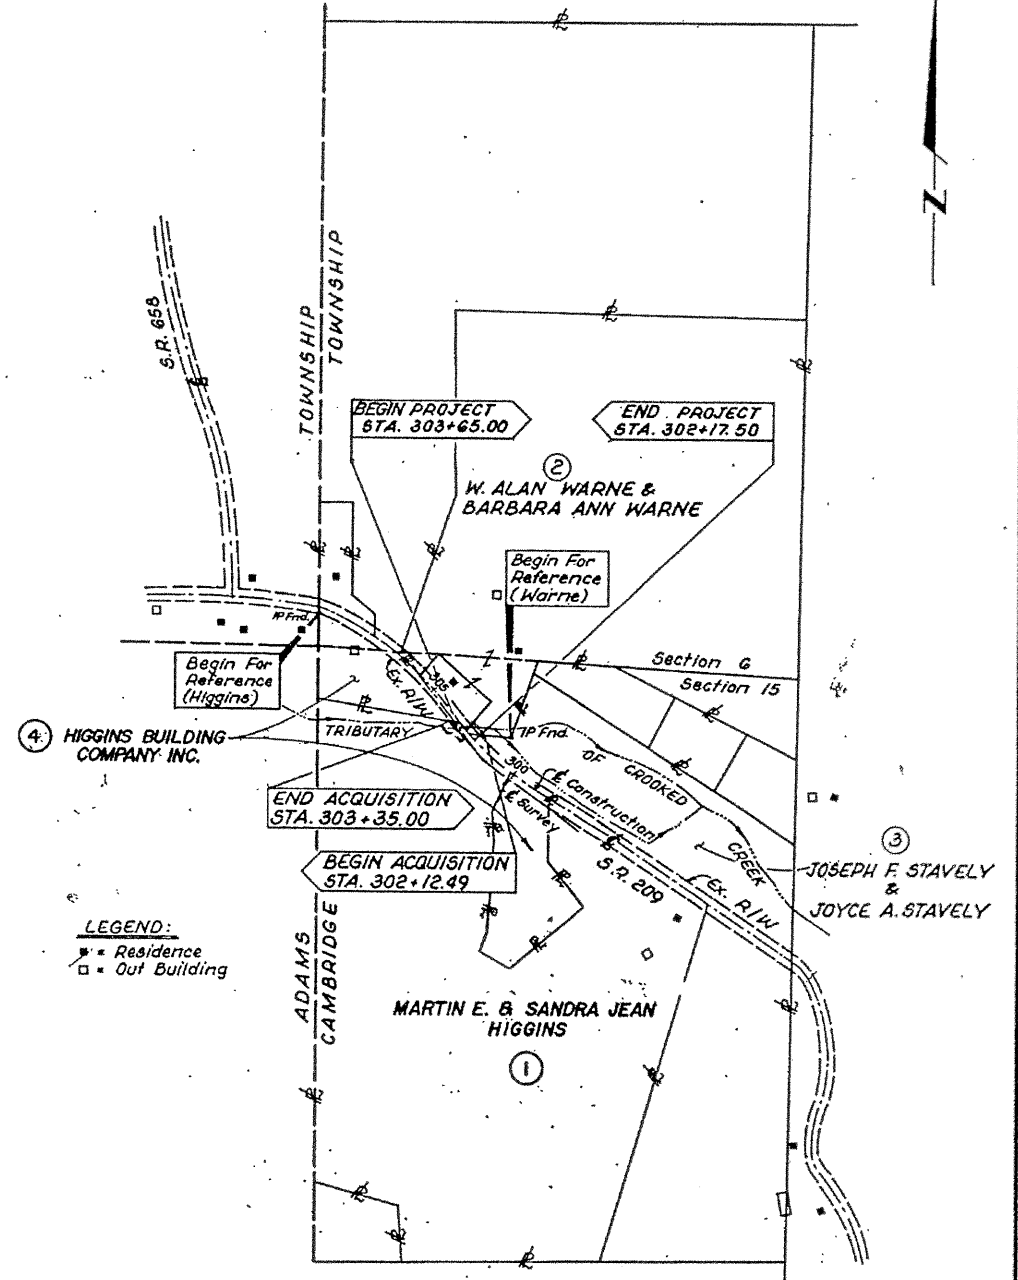 N
S.R. 658
TOWNSHIP
TOWNSHIP
BEGIN PROJECT
STA. 303+65.00
END PROJECT
STA. 302+17.50
2
W. ALAN WARNE &
BARBARA ANN WARNE
Begin For
Reference
(Warne)
IP Fnd.
Section 6
Section 15
Begin For
Reference
(Higgins)
305
Ex. R/W
TRIBUTARY
IP Fnd.
OF CROOKED
CREEK
4
HIGGINS BUILDING
COMPANY INC.
300
℄ Construction
℄ Survey
END ACQUISITION
STA. 303+35.00
BEGIN ACQUISITION
STA. 302+12.49
S.R. 209
Ex. R/W
3
JOSEPH F. STAVELY
&
JOYCE A. STAVELY
LEGEND:
Residence
Out Building
ADAMS
CAMBRIDGE
MARTIN E. & SANDRA JEAN
HIGGINS
1